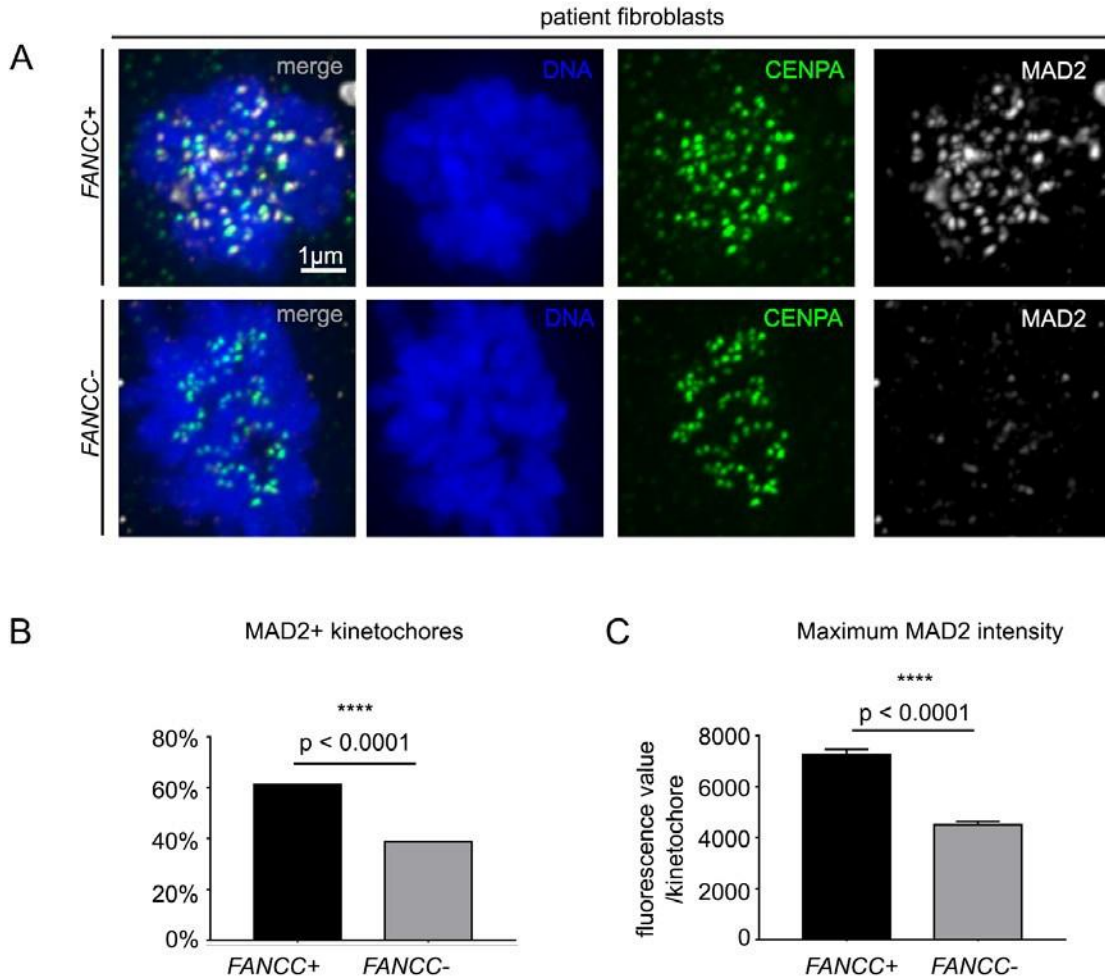 patient fibroblasts
A
FANCC+
merge
DNA
CENPA
MAD2
1µm
FANCC-
merge
DNA
CENPA
MAD2
B
MAD2+ kinetochores
****
p < 0.0001
80%
60%
40%
20%
0%
FANCC+
FANCC-
C
Maximum MAD2 intensity
****
p < 0.0001
fluorescence value
/kinetochore
8000
6000
4000
2000
0
FANCC+
FANCC-